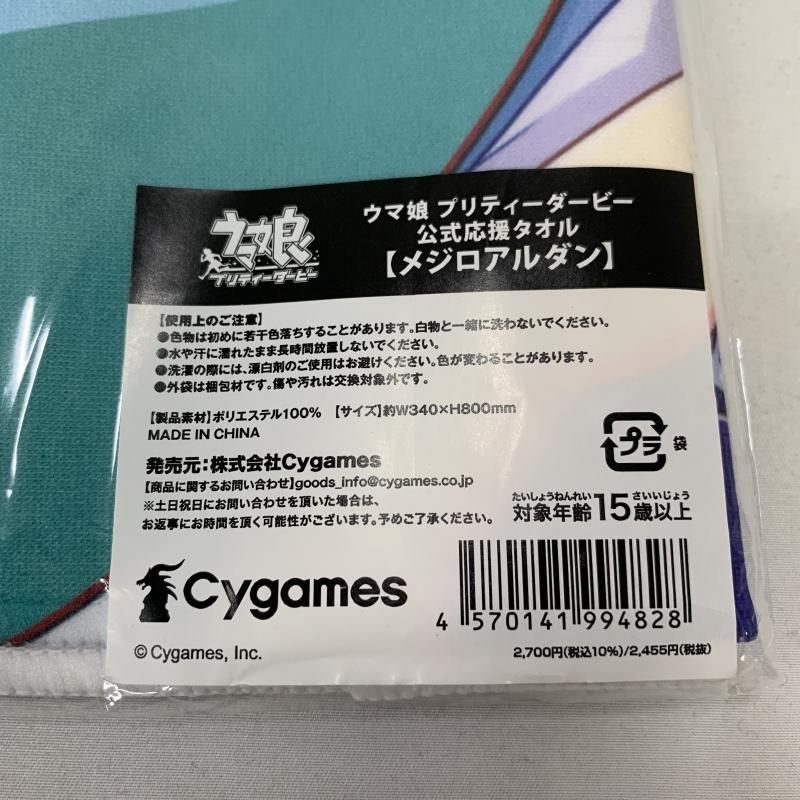 ウマ娘
プリティーダービー
ウマ娘 プリティーダービー
公式応援タオル
【メジロアルダン】
【使用上のご注意】
●色物は初めに若干色落ちすることがあります。白物と一緒に洗わないでください。
●水や汗に濡れたまま長時間放置しないでください。
●洗濯の際には、漂白剤のご使用はお避けください。色が変わることがあります。
●外袋は梱包材です。傷や汚れは交換対象外です。
【製品素材】ポリエステル100% 【サイズ】約W340×H800mm
MADE IN CHINA
発売元:株式会社Cygames
【商品に関するお問い合わせ】goods_info@cygames.co.jp
※土日祝日にお問い合わせを頂いた場合は、
お返事にお時間を頂く可能性がございます。予めご了承ください。
プラ 袋
たいしょうねんれい さいいじょう
対象年齢15歳以上
Cygames
4 570141 994828
© Cygames, Inc.
2,700円(税込10%)/2,455円(税抜)